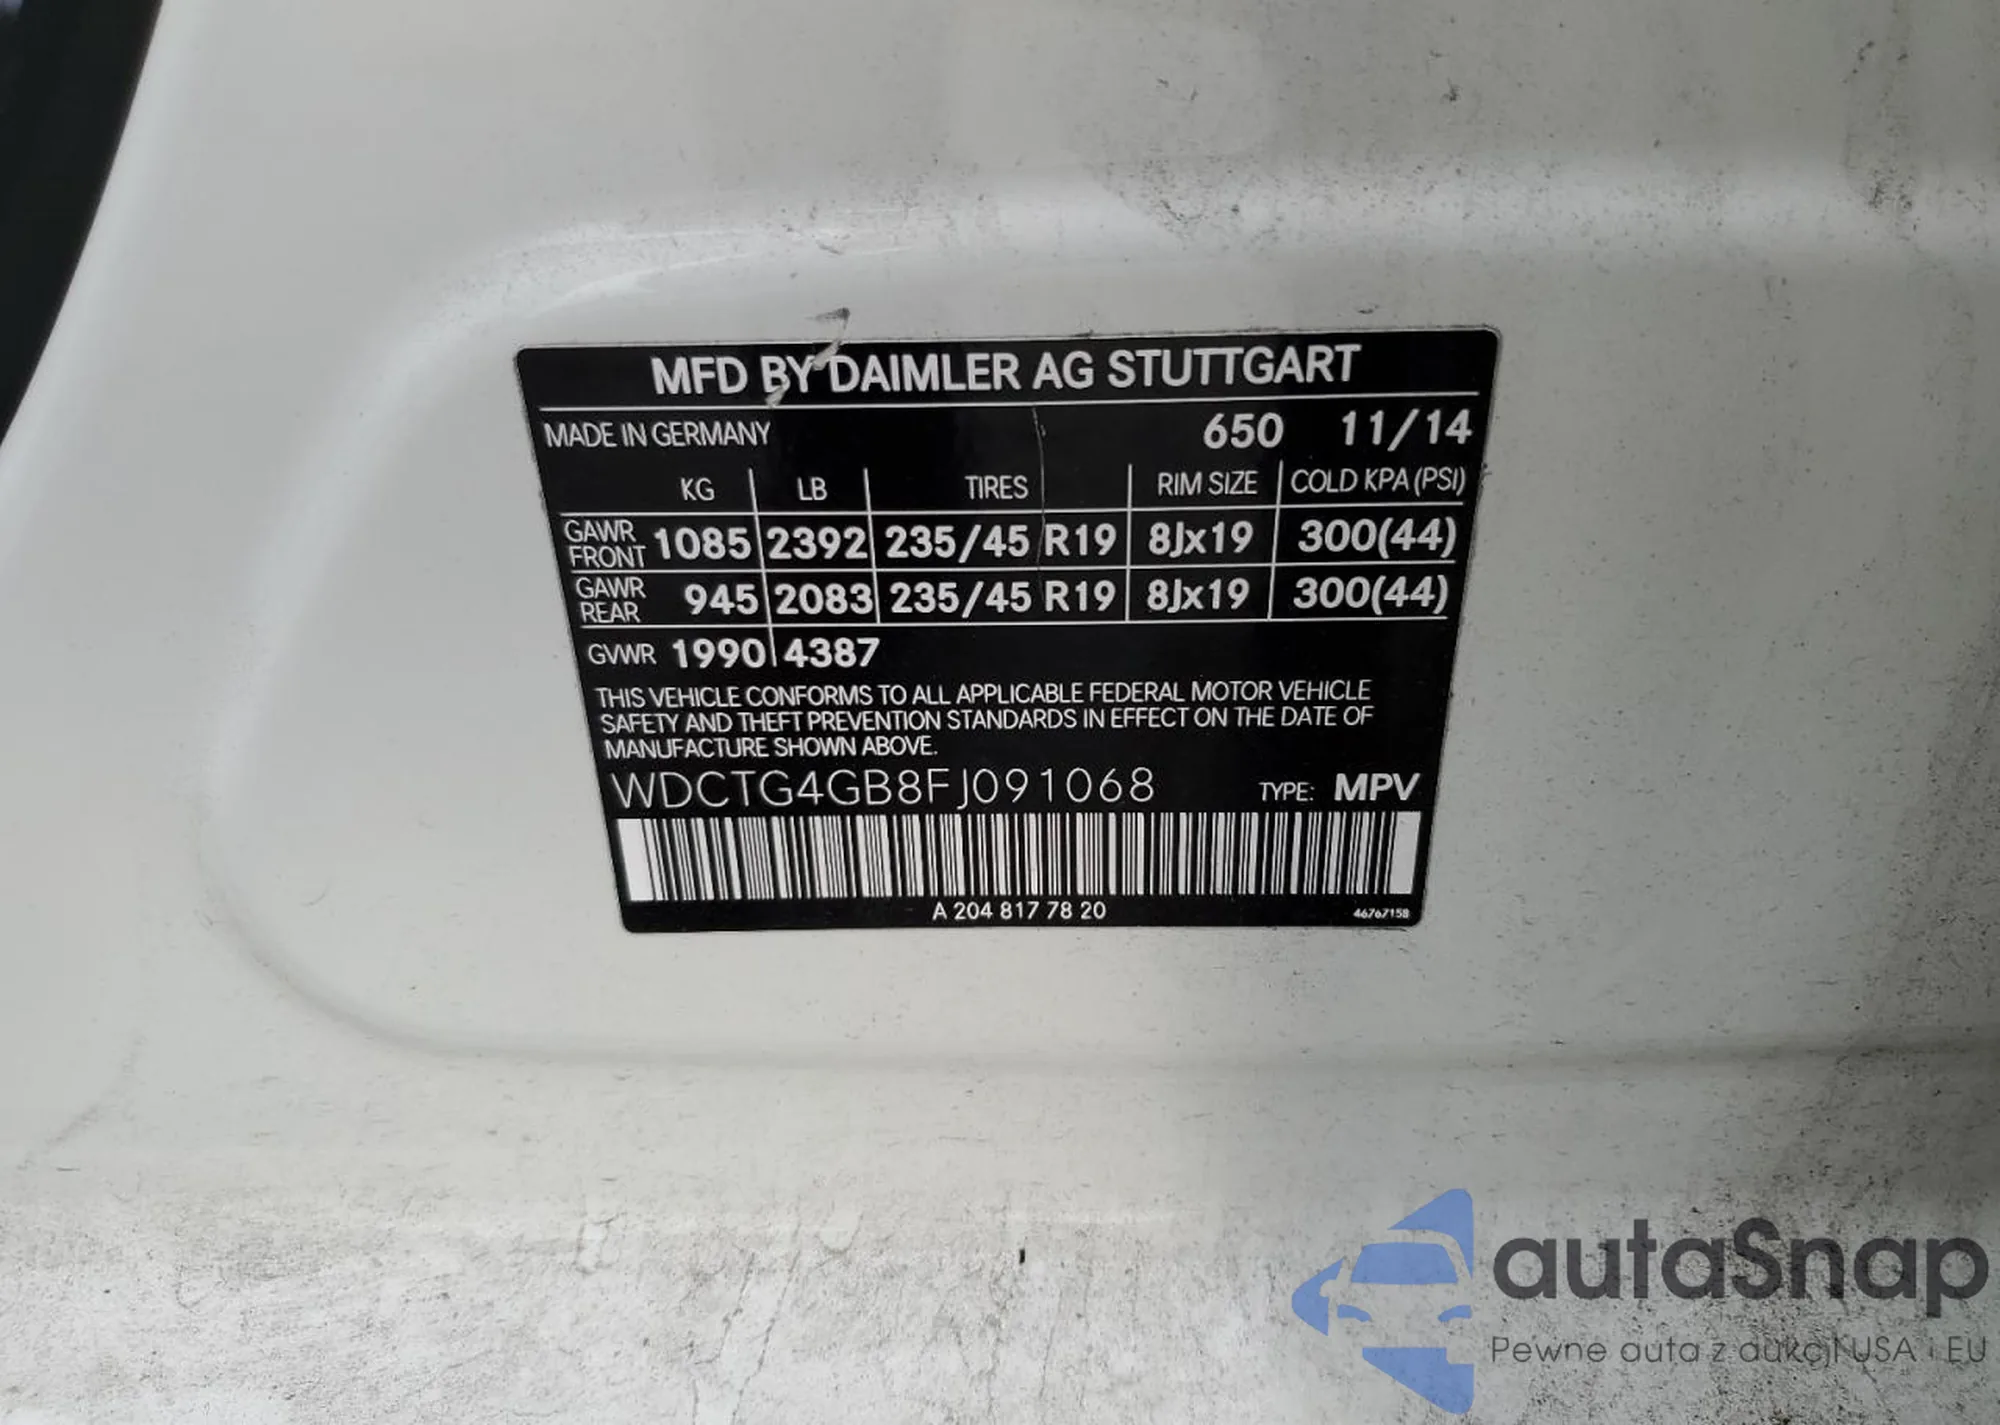 MFD BY DAIMLER AG STUTTGART
MADE IN GERMANY 650 11/14
KG LB TIRES RIM SIZE COLD KPA (PSI)
GAWR FRONT 1085 2392 235/45 R19 8Jx19 300(44)
GAWR REAR 945 2083 235/45 R19 8Jx19 300(44)
GVWR 1990 4387
THIS VEHICLE CONFORMS TO ALL APPLICABLE FEDERAL MOTOR VEHICLE
SAFETY AND THEFT PREVENTION STANDARDS IN EFFECT ON THE DATE OF
MANUFACTURE SHOWN ABOVE.
WDCTG4GB8FJ091068 TYPE: MPV
A 204 817 78 20 46767158
autaSnap
Pewne auta z aukcji USA i EU